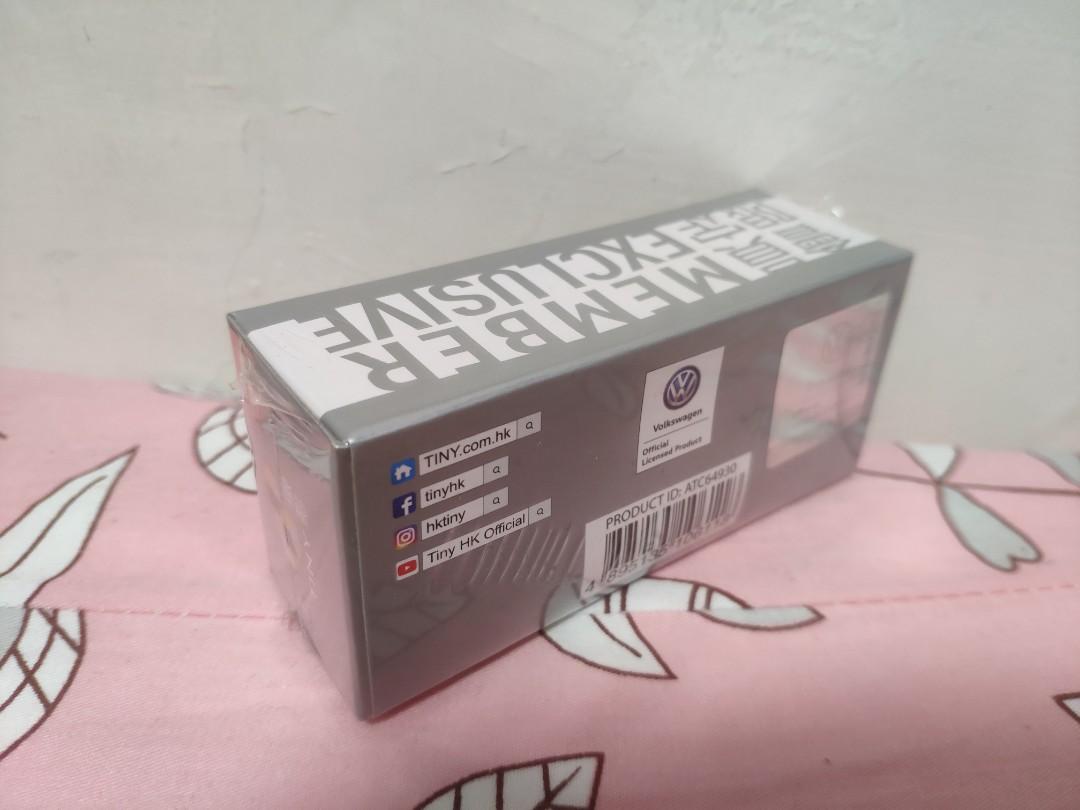 MEMBER
EXCLUSIVE
TINY.com.hk
tinyhk
hktiny
Tiny HK Official
Volkswagen
Official
Licensed Product
PRODUCT ID: ATC64930